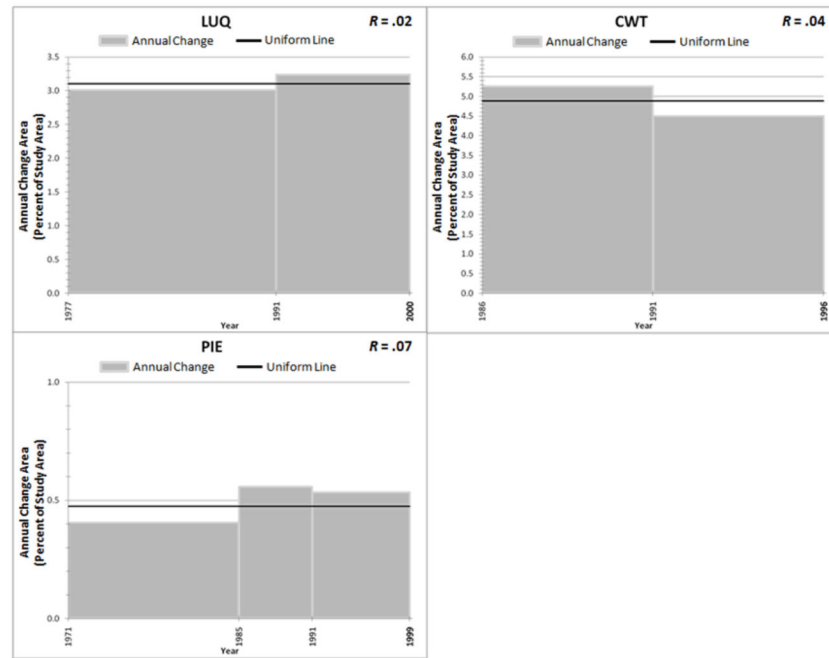 LUQ
R = .02
Annual Change
Uniform Line
Annual Change Area
(Percent of Study Area)
3.5
3.0
2.5
2.0
1.5
1.0
0.5
0.0
1977
1991
2000
Year
CWT
R = .04
Annual Change
Uniform Line
Annual Change Area
(Percent of Study Area)
6.0
5.5
5.0
4.5
4.0
3.5
3.0
2.5
2.0
1.5
1.0
0.5
0.0
1986
1991
1996
Year
PIE
R = .07
Annual Change
Uniform Line
Annual Change Area
(Percent of Study Area)
1.0
0.5
0.0
1971
1985
1991
1999
Year